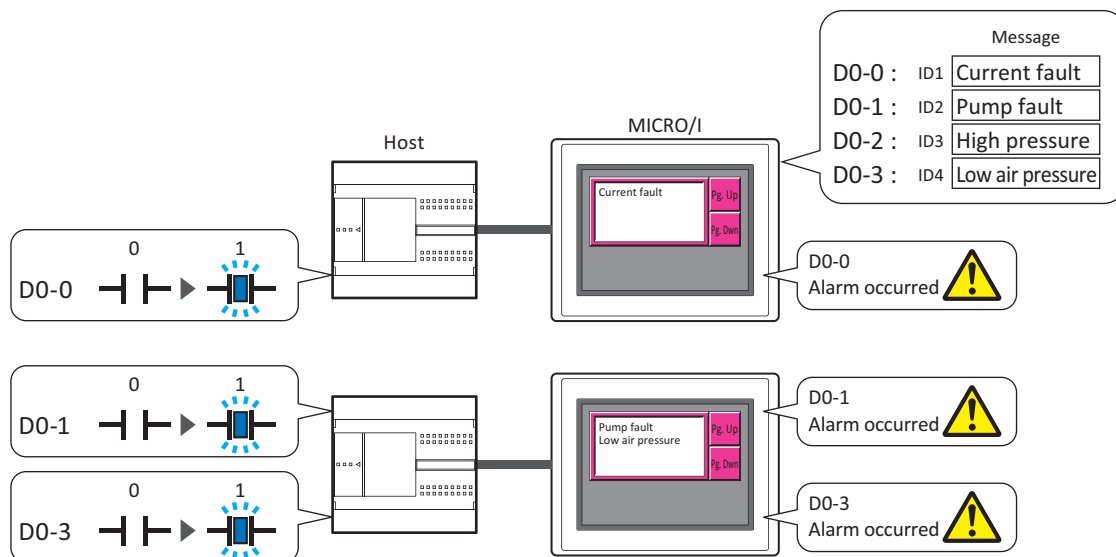 Message
D0-0 : ID1 Current fault
D0-1 : ID2 Pump fault
D0-2 : ID3 High pressure
D0-3 : ID4 Low air pressure
Host
MICRO/I
Current fault
Pg. Up
Pg. Dwn
0 1
D0-0
D0-0
Alarm occurred
0 1
D0-1
Pump fault
Low air pressure
Pg. Up
Pg. Dwn
D0-1
Alarm occurred
0 1
D0-3
D0-3
Alarm occurred